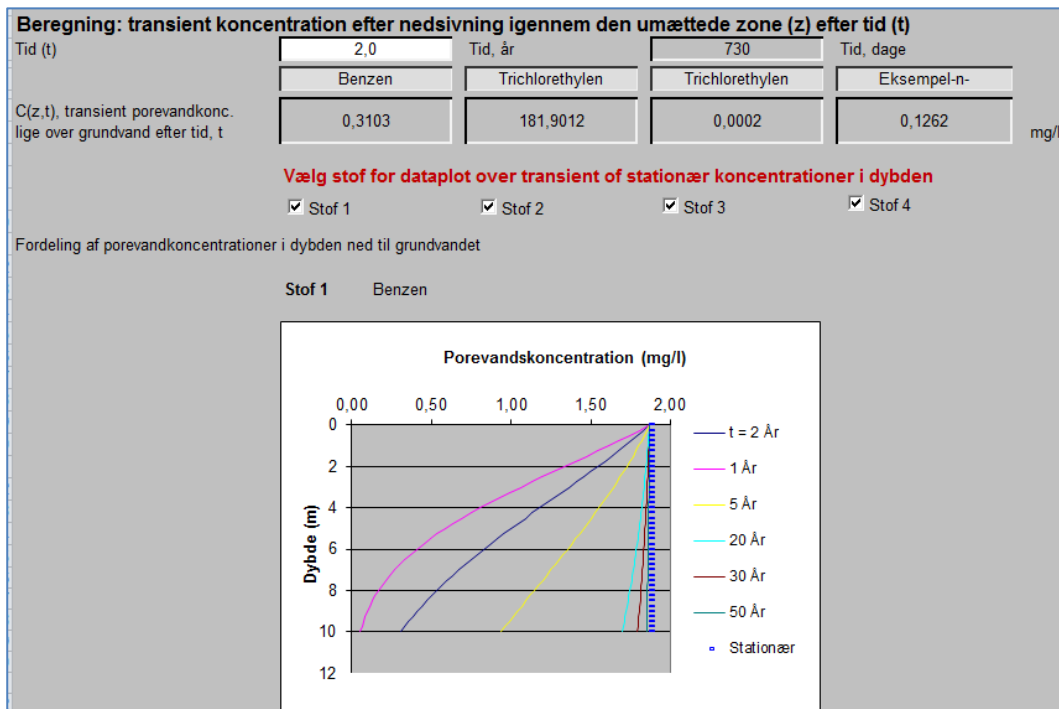 Beregning: transient koncentration efter nedsivning igennem den umættede zone (z) efter tid (t)
Tid (t) 2,0 Tid, år 730 Tid, dage
Benzen Trichlorethylen Trichlorethylen Eksempel-n-
C(z,t), transient porevandkonc.
lige over grundvand efter tid, t 0,3103 181,9012 0,0002 0,1262 mg/l
Vælg stof for dataplot over transient of stationær koncentrationer i dybden
Stof 1 Stof 2 Stof 3 Stof 4
Fordeling af porevandkoncentrationer i dybden ned til grundvandet
Stof 1 Benzen
Porevandskoncentration (mg/l)
0,00 0,50 1,00 1,50 2,00
0
2
4
6
8
10
12
Dybde (m)
t = 2 År
1 År
5 År
20 År
30 År
50 År
Stationær